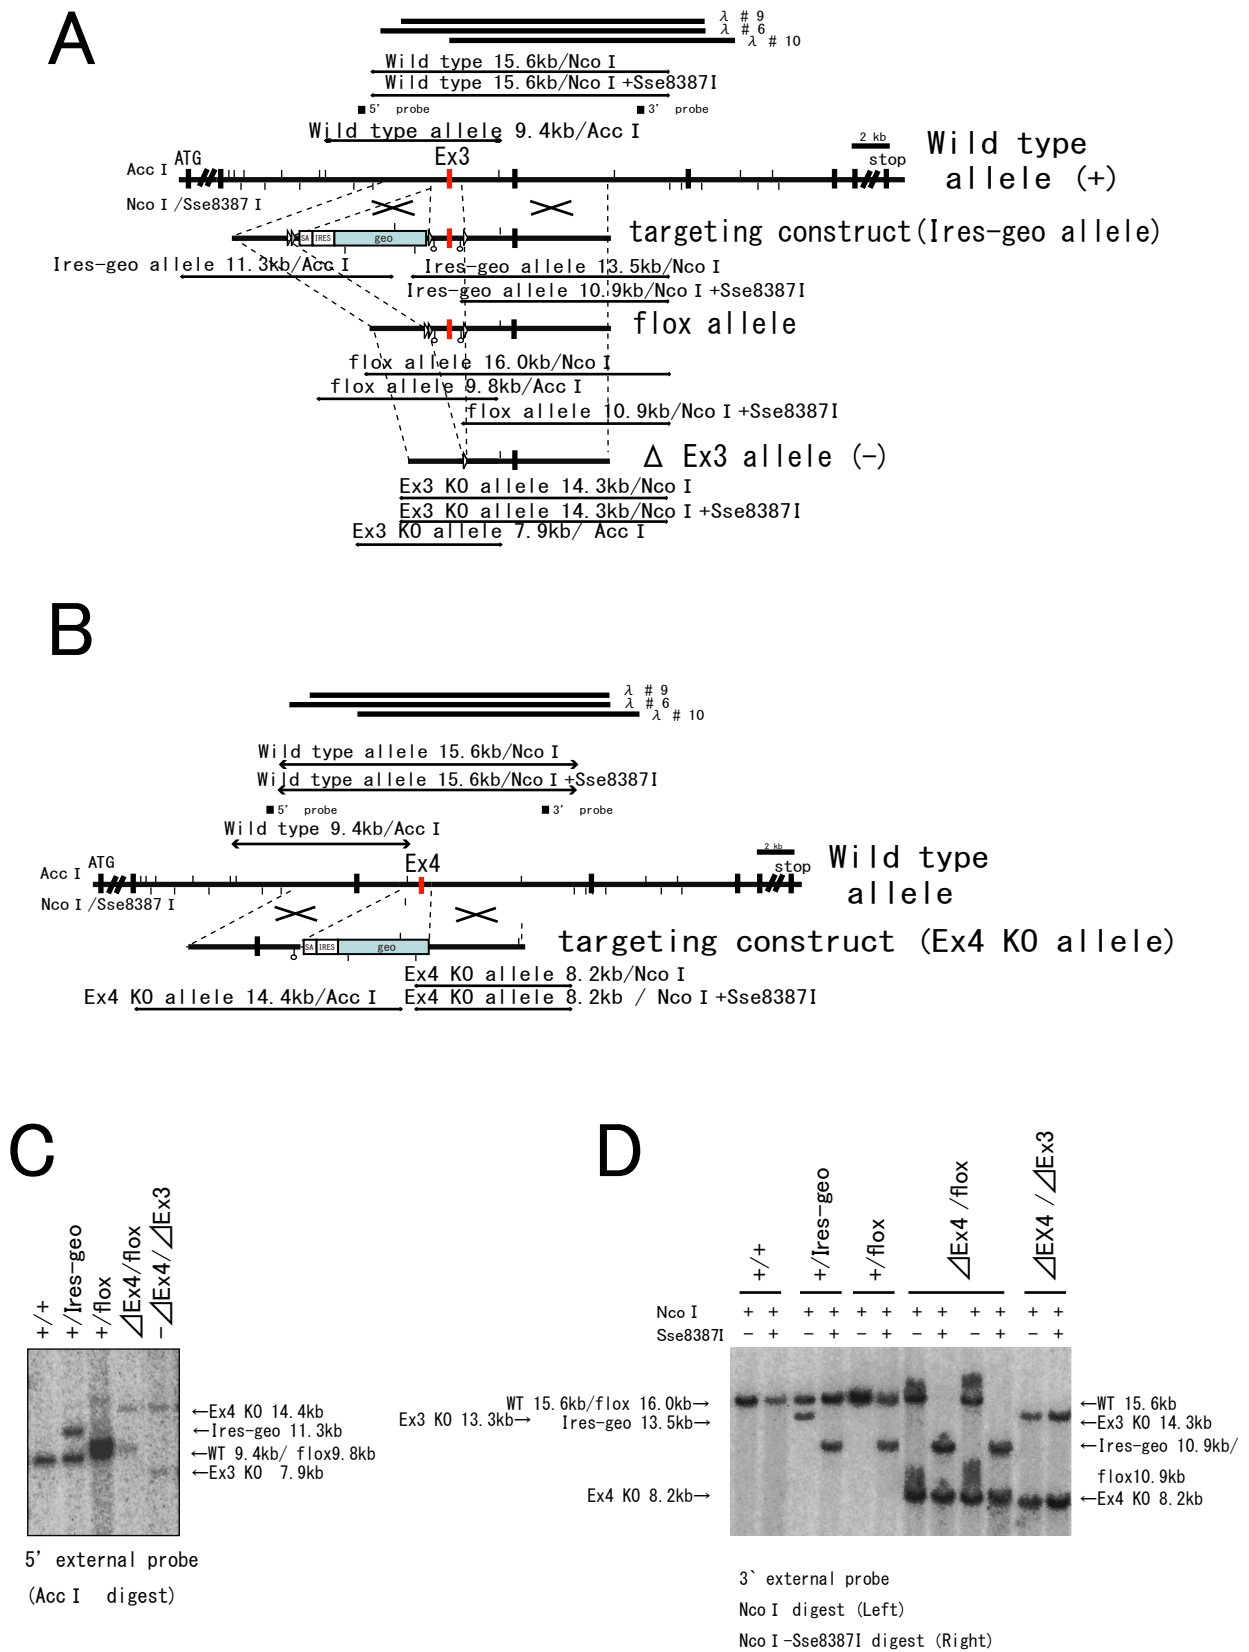 A
λ # 9
λ # 6
λ # 10
Wild type 15.6kb/Nco I
Wild type 15.6kb/Nco I +Sse8387I
5' probe
3' probe
Wild type allele 9.4kb/Acc I
2 kb
Wild type
allele (+)
Acc I
ATG
Ex3
stop
Nco I /Sse8387 I
SA IRES geo
targeting construct(Ires-geo allele)
Ires-geo allele 11.3kb/Acc I
Ires-geo allele 13.5kb/Nco I
Ires-geo allele 10.9kb/Nco I +Sse8387I
flox allele
flox allele 16.0kb/Nco I
flox allele 9.8kb/Acc I
flox allele 10.9kb/Nco I +Sse8387I
Δ Ex3 allele (-)
Ex3 KO allele 14.3kb/Nco I
Ex3 KO allele 14.3kb/Nco I +Sse8387I
Ex3 KO allele 7.9kb/ Acc I
B
λ # 9
λ # 6
λ # 10
Wild type allele 15.6kb/Nco I
Wild type allele 15.6kb/Nco I +Sse8387I
5' probe
3' probe
Wild type 9.4kb/Acc I
2 kb
Wild type
allele
Acc I
ATG
Ex4
stop
Nco I /Sse8387 I
SA IRES geo
targeting construct (Ex4 KO allele)
Ex4 KO allele 8.2kb/Nco I
Ex4 KO allele 14.4kb/Acc I
Ex4 KO allele 8.2kb / Nco I +Sse8387I
C
+/+
+/Ires-geo
+/flox
⊿Ex4/flox
-⊿Ex4/⊿Ex3
←Ex4 KO 14.4kb
←Ires-geo 11.3kb
←WT 9.4kb/ flox9.8kb
←Ex3 KO 7.9kb
5' external probe
(Acc I digest)
D
+/+
+/Ires-geo
+/flox
⊿Ex4 /flox
⊿EX4 /⊿Ex3
Nco I + + + + + + + + + + + +
Sse8387I - + - + - + - + - + - +
WT 15.6kb/flox 16.0kb→
Ex3 KO 13.3kb→
Ires-geo 13.5kb→
Ex4 KO 8.2kb→
←WT 15.6kb
←Ex3 KO 14.3kb
←Ires-geo 10.9kb/
flox10.9kb
←Ex4 KO 8.2kb
3` external probe
Nco I digest (Left)
Nco I -Sse8387I digest (Right)